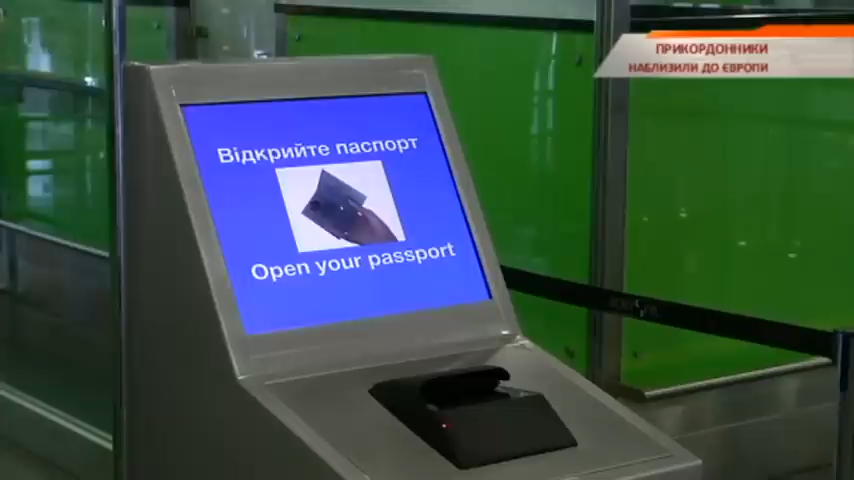 ПРИКОРДОННИКИ
НАБЛИЗИЛИ ДО ЄВРОПИ
Відкрийте паспорт
Open your passport